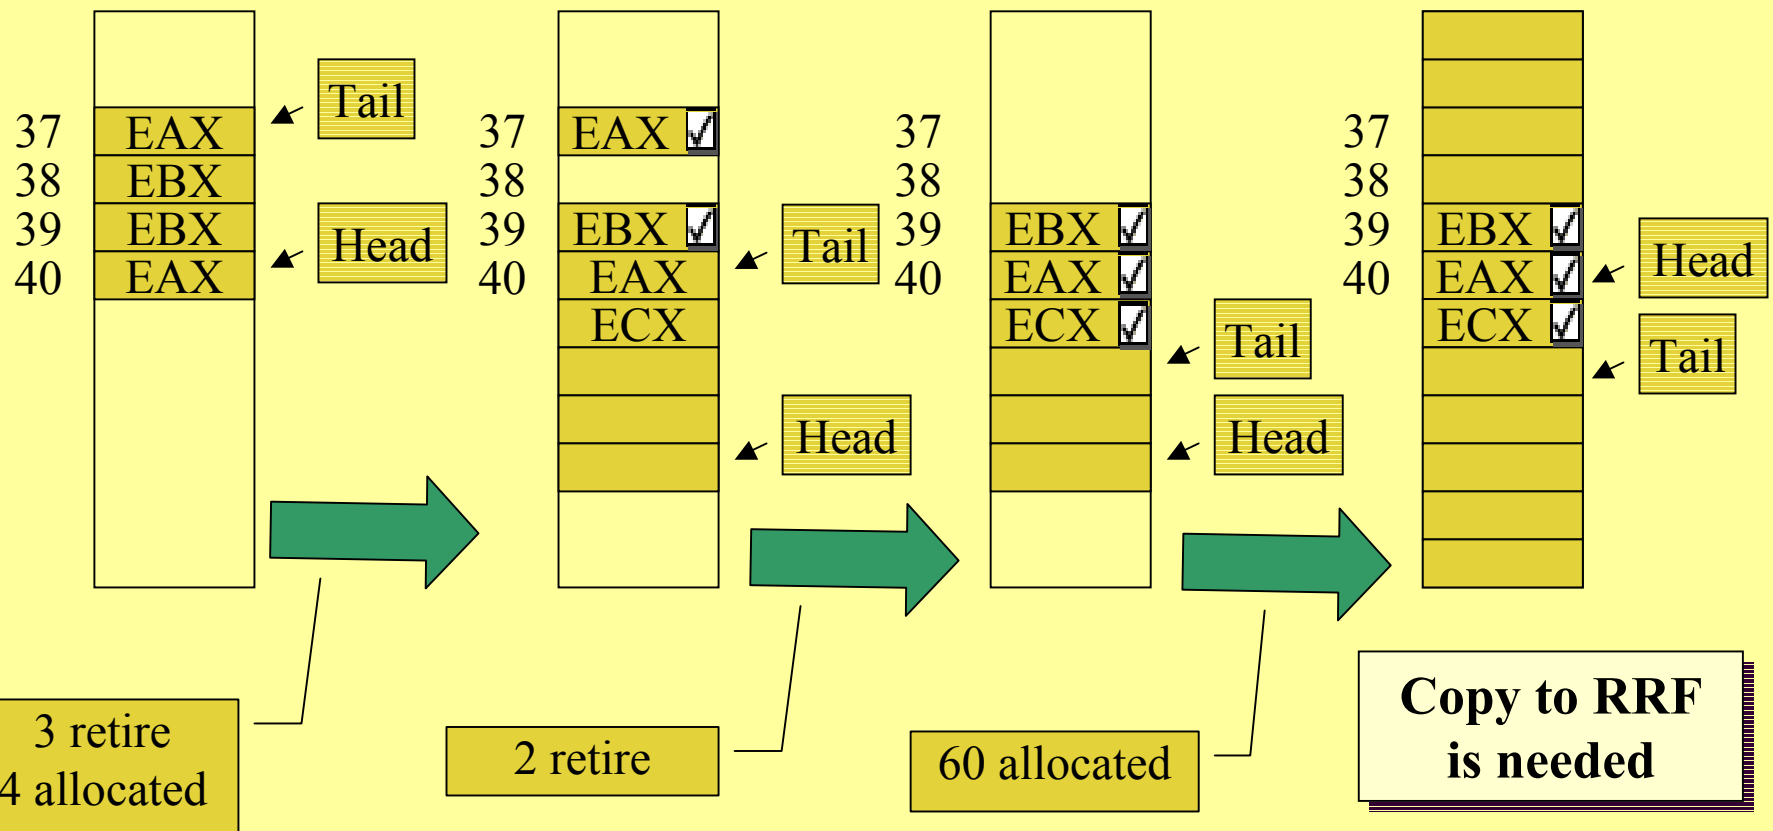 Tail
37 EAX
38 EBX
39 EBX
40 EAX
Head
37 EAX
38
39 EBX
40 EAX
ECX
Tail
Head
37
38
39 EBX
40 EAX
ECX
Tail
Head
37
38
39 EBX
40 EAX
ECX
Head
Tail
3 retire
4 allocated
2 retire
60 allocated
Copy to RRF
is needed